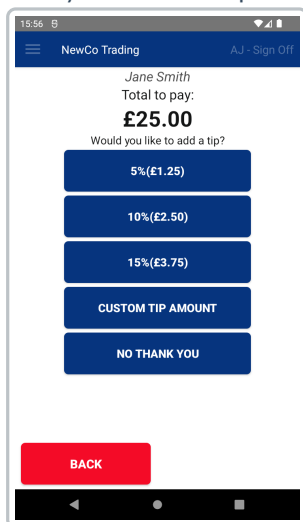 15:56
NewCo Trading
AJ - Sign Off
Jane Smith
Total to pay:
£25.00
Would you like to add a tip?
5%(£1.25)
10%(£2.50)
15%(£3.75)
CUSTOM TIP AMOUNT
NO THANK YOU
BACK